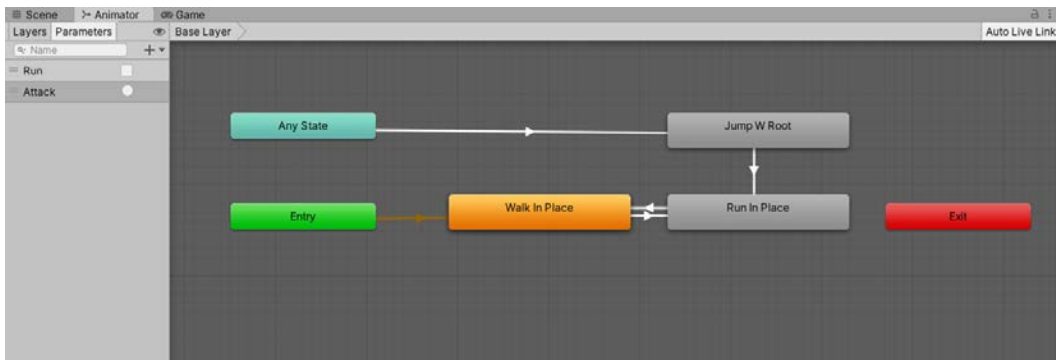 Scene Animator Game
Layers Parameters Base Layer Auto Live Link
Name
Run
Attack
Any State Jump W Root
Walk In Place Run In Place
Entry Exit